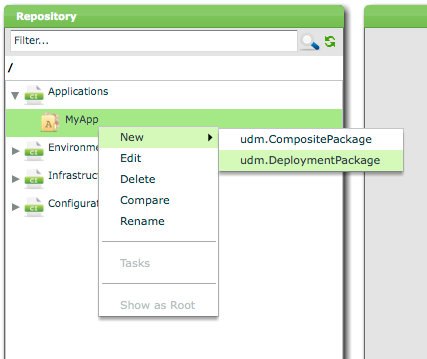 Repository
Filter...
/
Applications
MyApp
New
udm.CompositePackage
Environme
Edit
udm.DeploymentPackage
Infrastruc
Delete
Configurat
Compare
Rename
Tasks
Show as Root